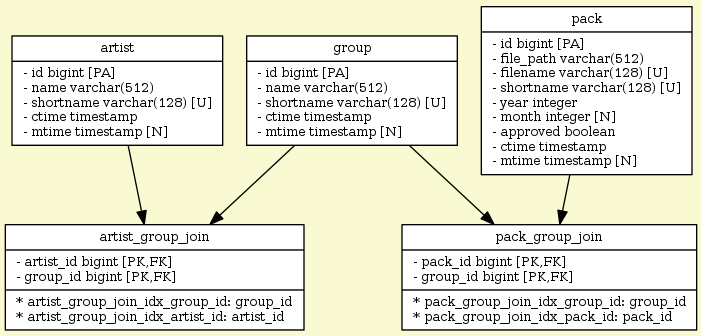 artist
- id bigint [PA]
- name varchar(512)
- shortname varchar(128) [U]
- ctime timestamp
- mtime timestamp [N]
group
- id bigint [PA]
- name varchar(512)
- shortname varchar(128) [U]
- ctime timestamp
- mtime timestamp [N]
pack
- id bigint [PA]
- file_path varchar(512)
- filename varchar(128) [U]
- shortname varchar(128) [U]
- year integer
- month integer [N]
- approved boolean
- ctime timestamp
- mtime timestamp [N]
artist_group_join
- artist_id bigint [PK,FK]
- group_id bigint [PK,FK]
* artist_group_join_idx_group_id: group_id
* artist_group_join_idx_artist_id: artist_id
pack_group_join
- pack_id bigint [PK,FK]
- group_id bigint [PK,FK]
* pack_group_join_idx_group_id: group_id
* pack_group_join_idx_pack_id: pack_id